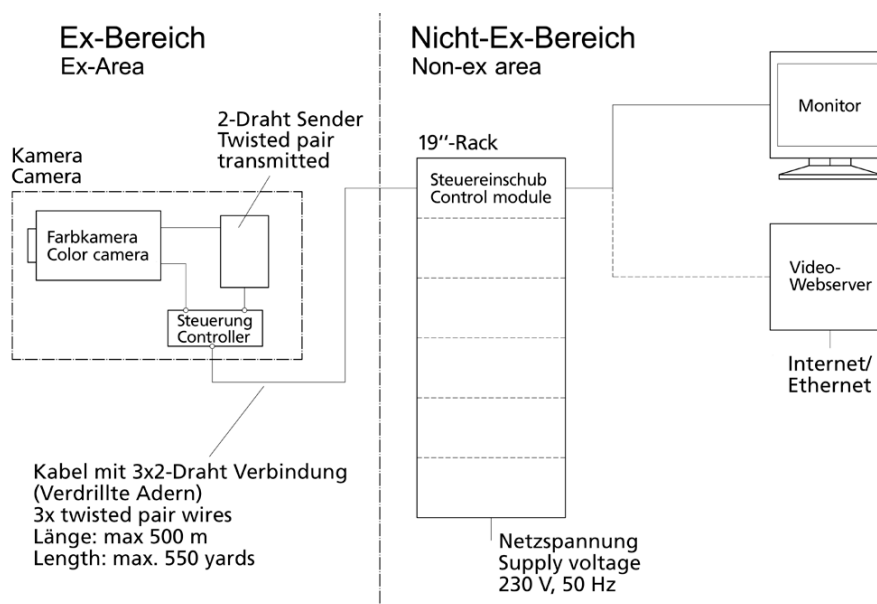 Ex-Bereich
Ex-Area
Nicht-Ex-Bereich
Non-ex area
2-Draht Sender
Twisted pair
transmitted
Kamera
Camera
Farbkamera
Color camera
Steuerung
Controller
19''-Rack
Steuereinschub
Control module
Monitor
Video-
Webserver
Internet/
Ethernet
Kabel mit 3x2-Draht Verbindung
(Verdrillte Adern)
3x twisted pair wires
Länge: max 500 m
Length: max. 550 yards
Netzspannung
Supply voltage
230 V, 50 Hz